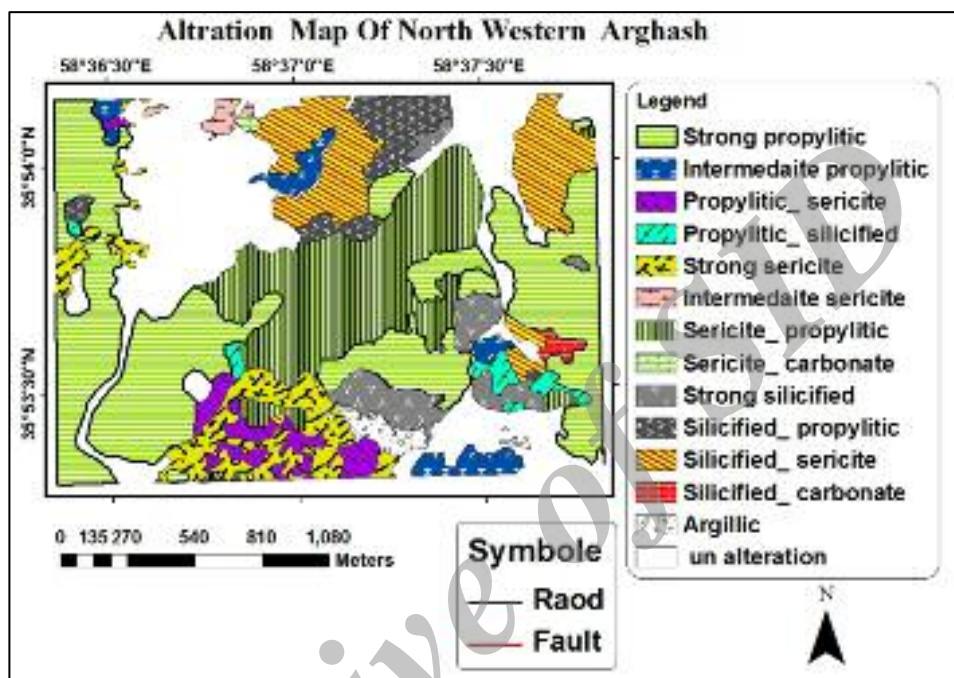 Altration Map Of North Western Arghash
58°36'30"E 58°37'0"E 58°37'30"E
35°54'0"N
35°53'30"N
Legend
Strong propylitic
Intermedaite propylitic
Propylitic_ sericite
Propylitic_ silicified
Strong sericite
Intermedaite sericite
Sericite_ propylitic
Sericite_ carbonate
Strong silicified
Silicified_ propylitic
Silicified_ sericite
Silicified_ carbonate
Argillic
un alteration
0 135 270 540 810 1,080
Meters
Symbole
Raod
Fault
N
ive of SID